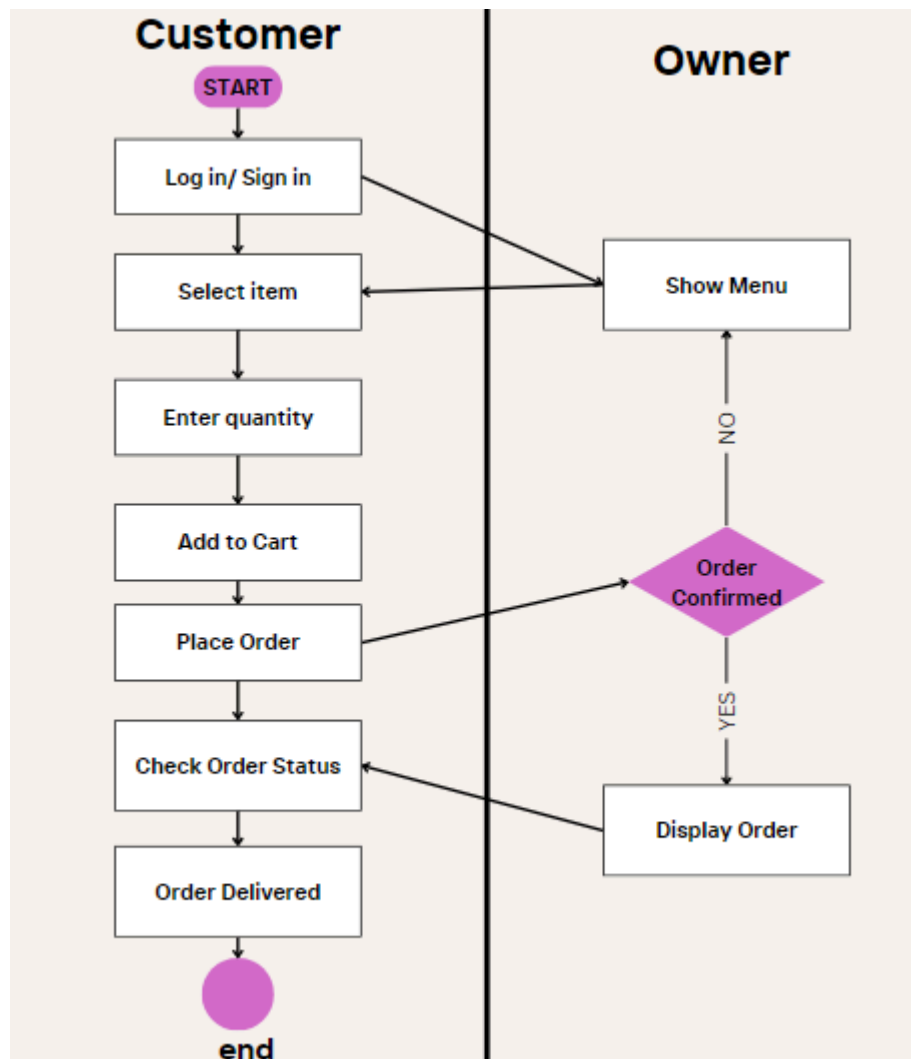 Customer
START
Log in/ Sign in
Select item
Enter quantity
Add to Cart
Place Order
Check Order Status
Order Delivered
end
Owner
Show Menu
NO
Order
Confirmed
YES
Display Order